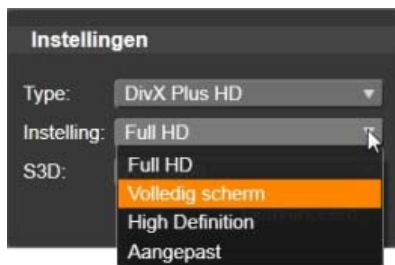 Instellingen
Type: DivX Plus HD
Instelling: Full HD
S3D: Full HD
Volledig scherm
High Definition
Aangepast